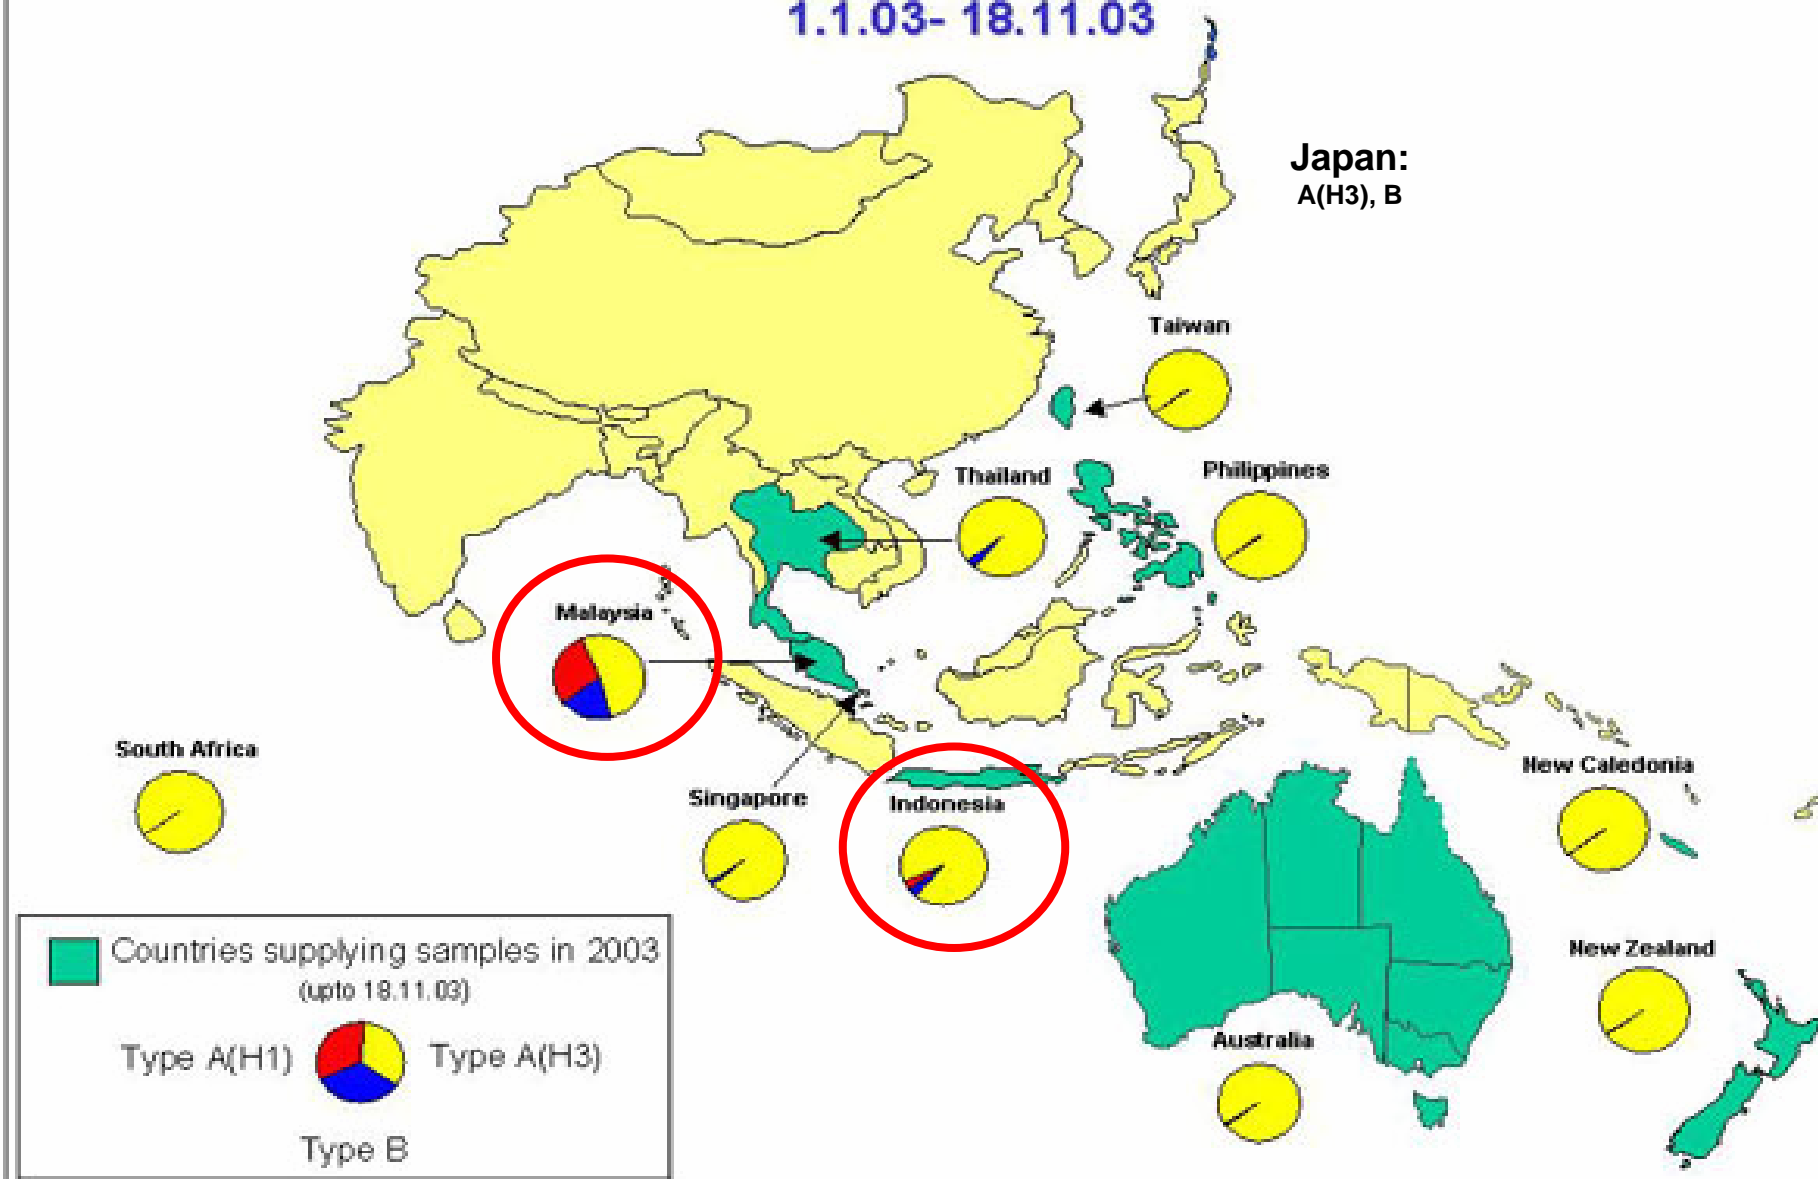 1.1.03- 18.11.03
Japan:
A(H3), B
Taiwan
Thailand
Philippines
Malaysia
South Africa
Singapore
Indonesia
New Caledonia
New Zealand
Australia
Countries supplying samples in 2003
(upto 18.11.03)
Type A(H1)
Type A(H3)
Type B